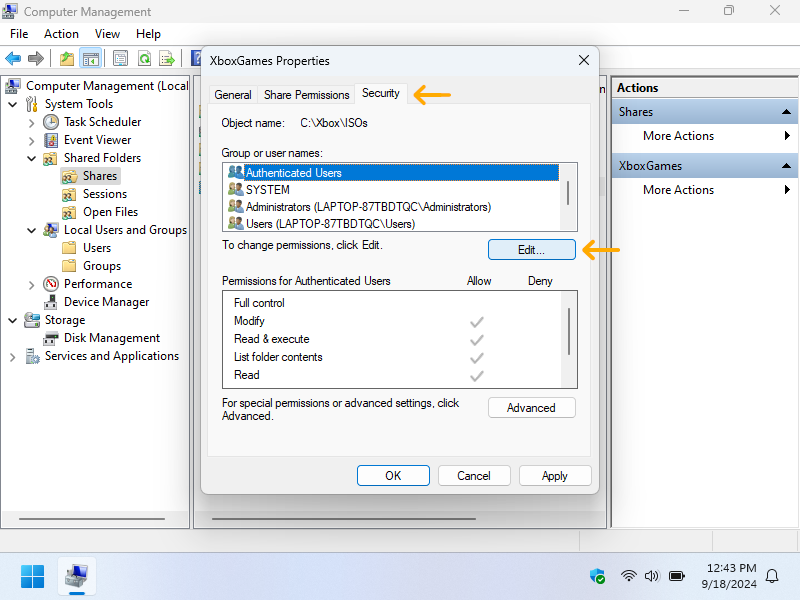 Computer Management
File Action View Help
Computer Management (Local
System Tools
Task Scheduler
Event Viewer
Shared Folders
Shares
Sessions
Open Files
Local Users and Groups
Users
Groups
Performance
Device Manager
Storage
Disk Management
Services and Applications
XboxGames Properties
General Share Permissions Security
Object name: C:\Xbox\ISOs
Group or user names:
Authenticated Users
SYSTEM
Administrators (LAPTOP-87TBDTQC\Administrators)
Users (LAPTOP-87TBDTQC\Users)
To change permissions, click Edit.
Edit...
Permissions for Authenticated Users Allow Deny
Full control
Modify
Read & execute
List folder contents
Read
For special permissions or advanced settings, click
Advanced.
Advanced
OK Cancel Apply
Actions
Shares
More Actions
XboxGames
More Actions
12:43 PM
9/18/2024